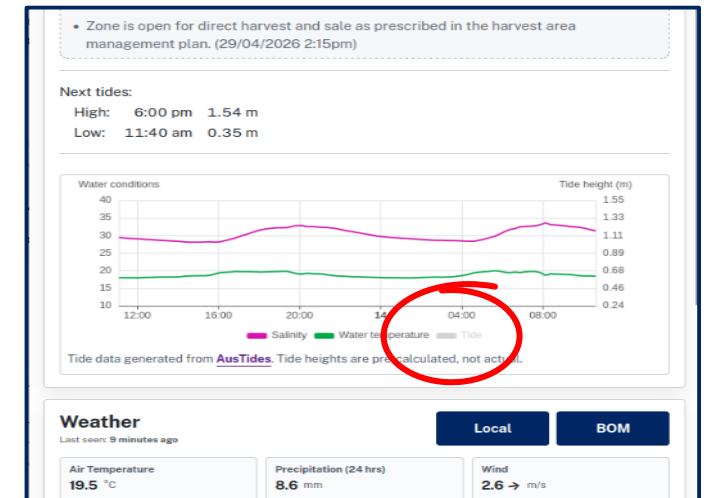 • Zone is open for direct harvest and sale as prescribed in the harvest area
management plan. (29/04/2026 2:15pm)
Next tides:
High: 6:00 pm 1.54 m
Low: 11:40 am 0.35 m
Water conditions Tide height (m)
40 1.55
35 1.33
30 1.11
25 0.89
20 0.68
15 0.46
10 0.24
12:00 16:00 20:00 14 04:00 08:00
Salinity Water temperature Tide
Tide data generated from AusTides. Tide heights are pre-calculated, not actual.
Weather
Last seen: 9 minutes ago
Local BOM
Air Temperature Precipitation (24 hrs) Wind
19.5 °C 8.6 mm 2.6 → m/s